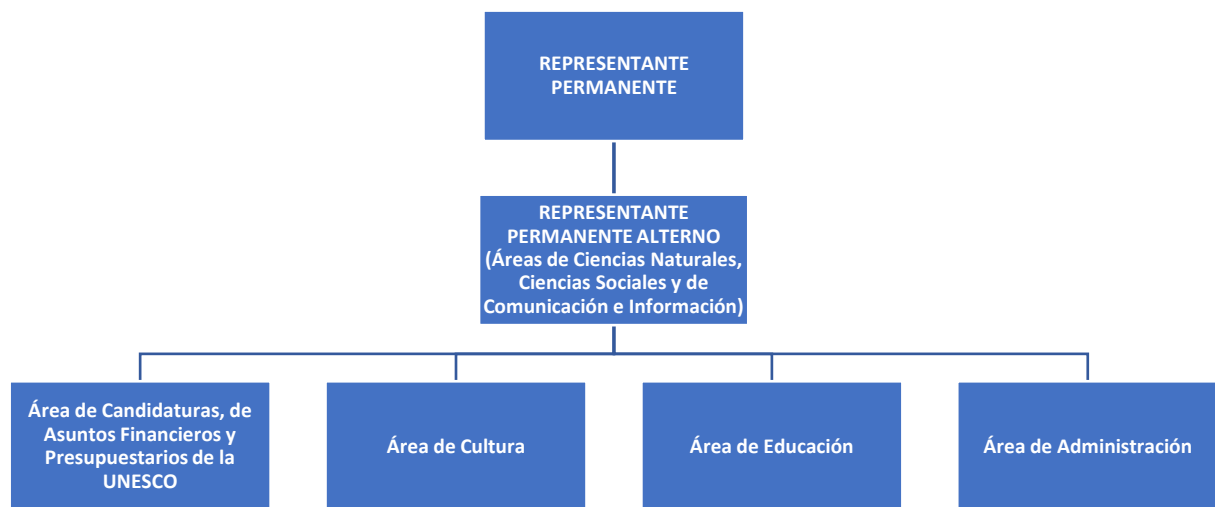 REPRESENTANTE
PERMANENTE
REPRESENTANTE
PERMANENTE ALTERNO
(Áreas de Ciencias Naturales,
Ciencias Sociales y de
Comunicación e Información)
Área de Candidaturas, de
Asuntos Financieros y
Presupuestarios de la
UNESCO
Área de Cultura
Área de Educación
Área de Administración